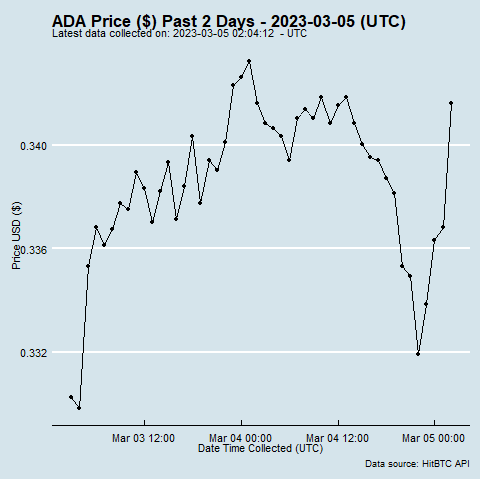 ADA Price ($) Past 2 Days - 2023-03-05 (UTC)
Latest data collected on: 2023-03-05 02:04:12  - UTC
0.340
0.336
0.332
Price USD ($)
Mar 03 12:00
Mar 04 00:00
Mar 04 12:00
Mar 05 00:00
Date Time Collected (UTC)
Data source: HitBTC API